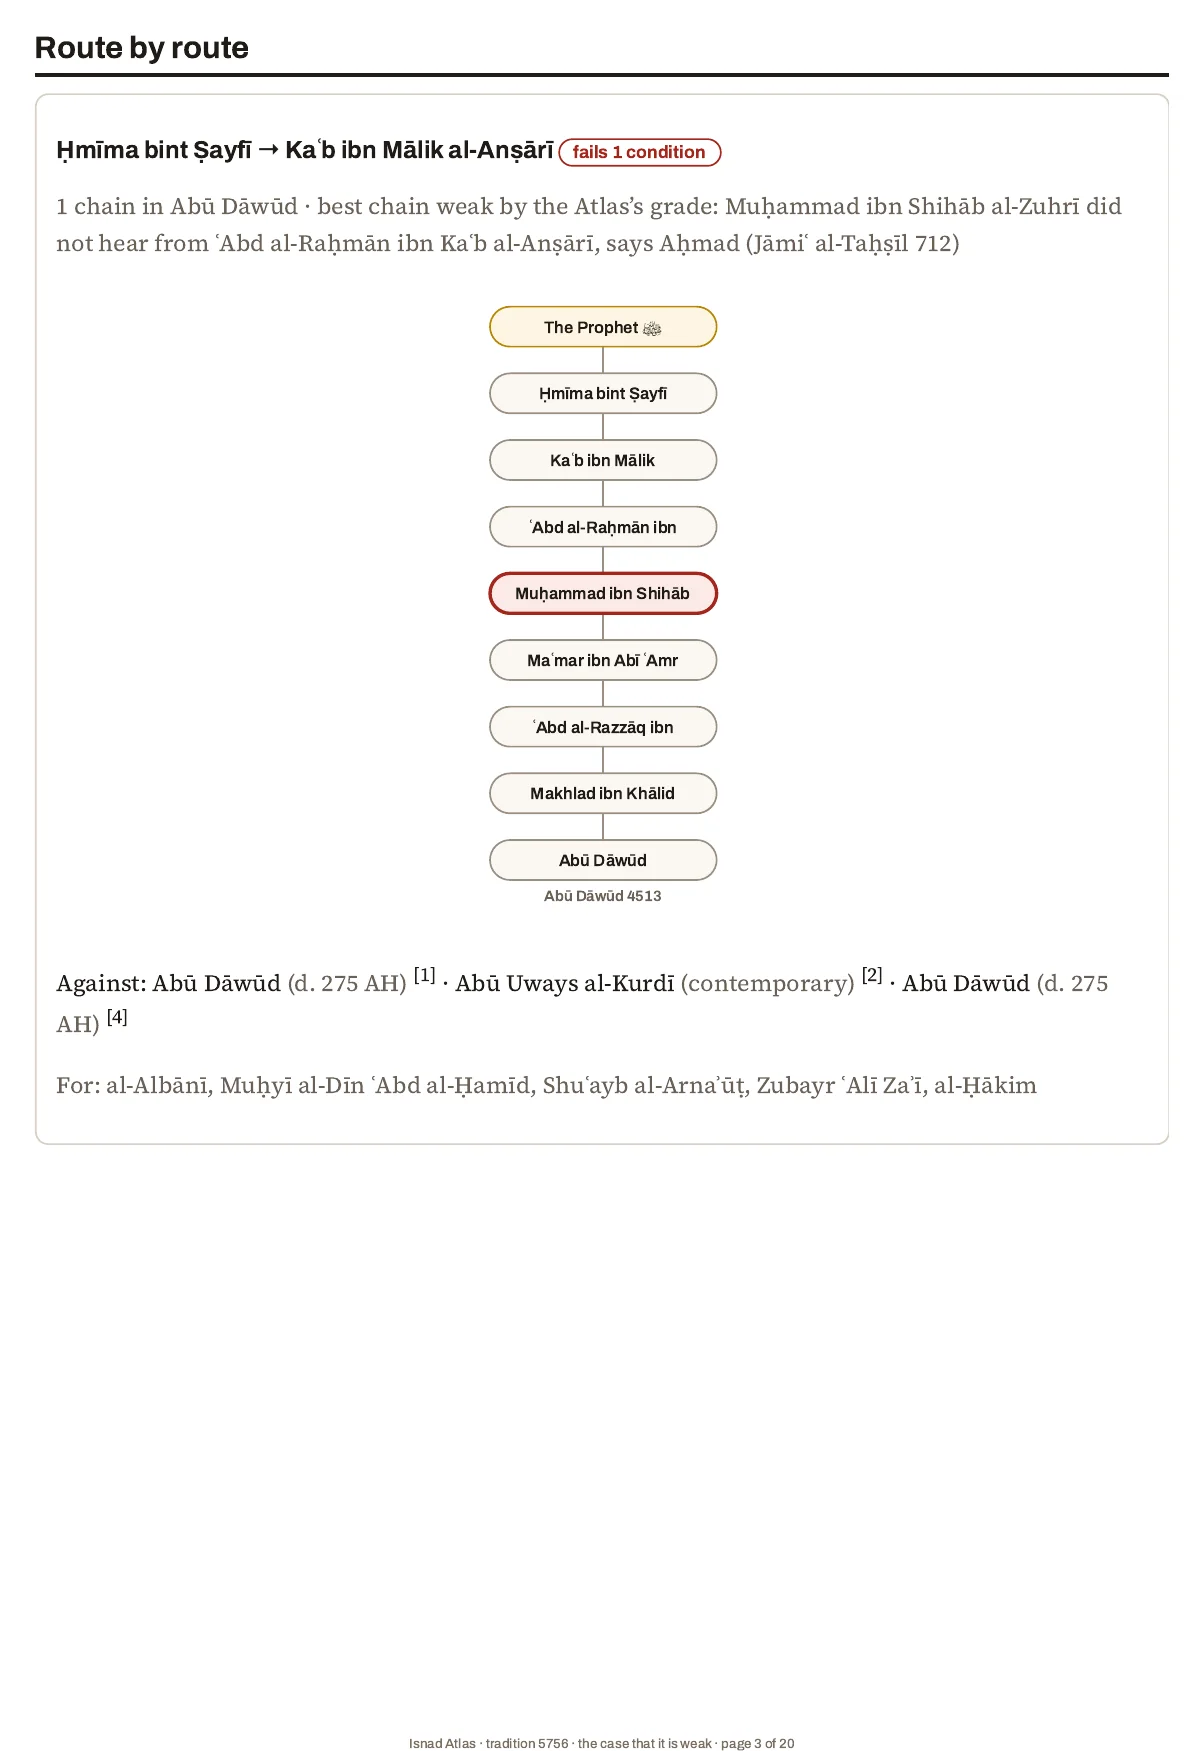 Route by route
Ḥmīma bint Ṣayfī → Kaʿb ibn Mālik al-Anṣārī fails 1 condition
1 chain in Abū Dāwūd · best chain weak by the Atlas’s grade: Muḥammad ibn Shihāb al-Zuhrī did
not hear from ʿAbd al-Raḥmān ibn Kaʿb al-Anṣārī, says Aḥmad (Jāmiʿ al-Taḥṣīl 712)
The Prophet ﷺ
Ḥmīma bint Ṣayfī
Kaʿb ibn Mālik
ʿAbd al-Raḥmān ibn
Muḥammad ibn Shihāb
Maʿmar ibn Abī ʿAmr
ʿAbd al-Razzāq ibn
Makhlad ibn Khālid
Abū Dāwūd
Abū Dāwūd 4513
Against: Abū Dāwūd (d. 275 AH) [1] · Abū Uways al-Kurdī (contemporary) [2] · Abū Dāwūd (d. 275
AH) [4]
For: al-Albānī, Muḥyī al-Dīn ʿAbd al-Ḥamīd, Shuʿayb al-Arnaʾūṭ, Zubayr ʿAlī Zaʾī, al-Ḥākim
Isnad Atlas · tradition 5756 · the case that it is weak · page 3 of 20